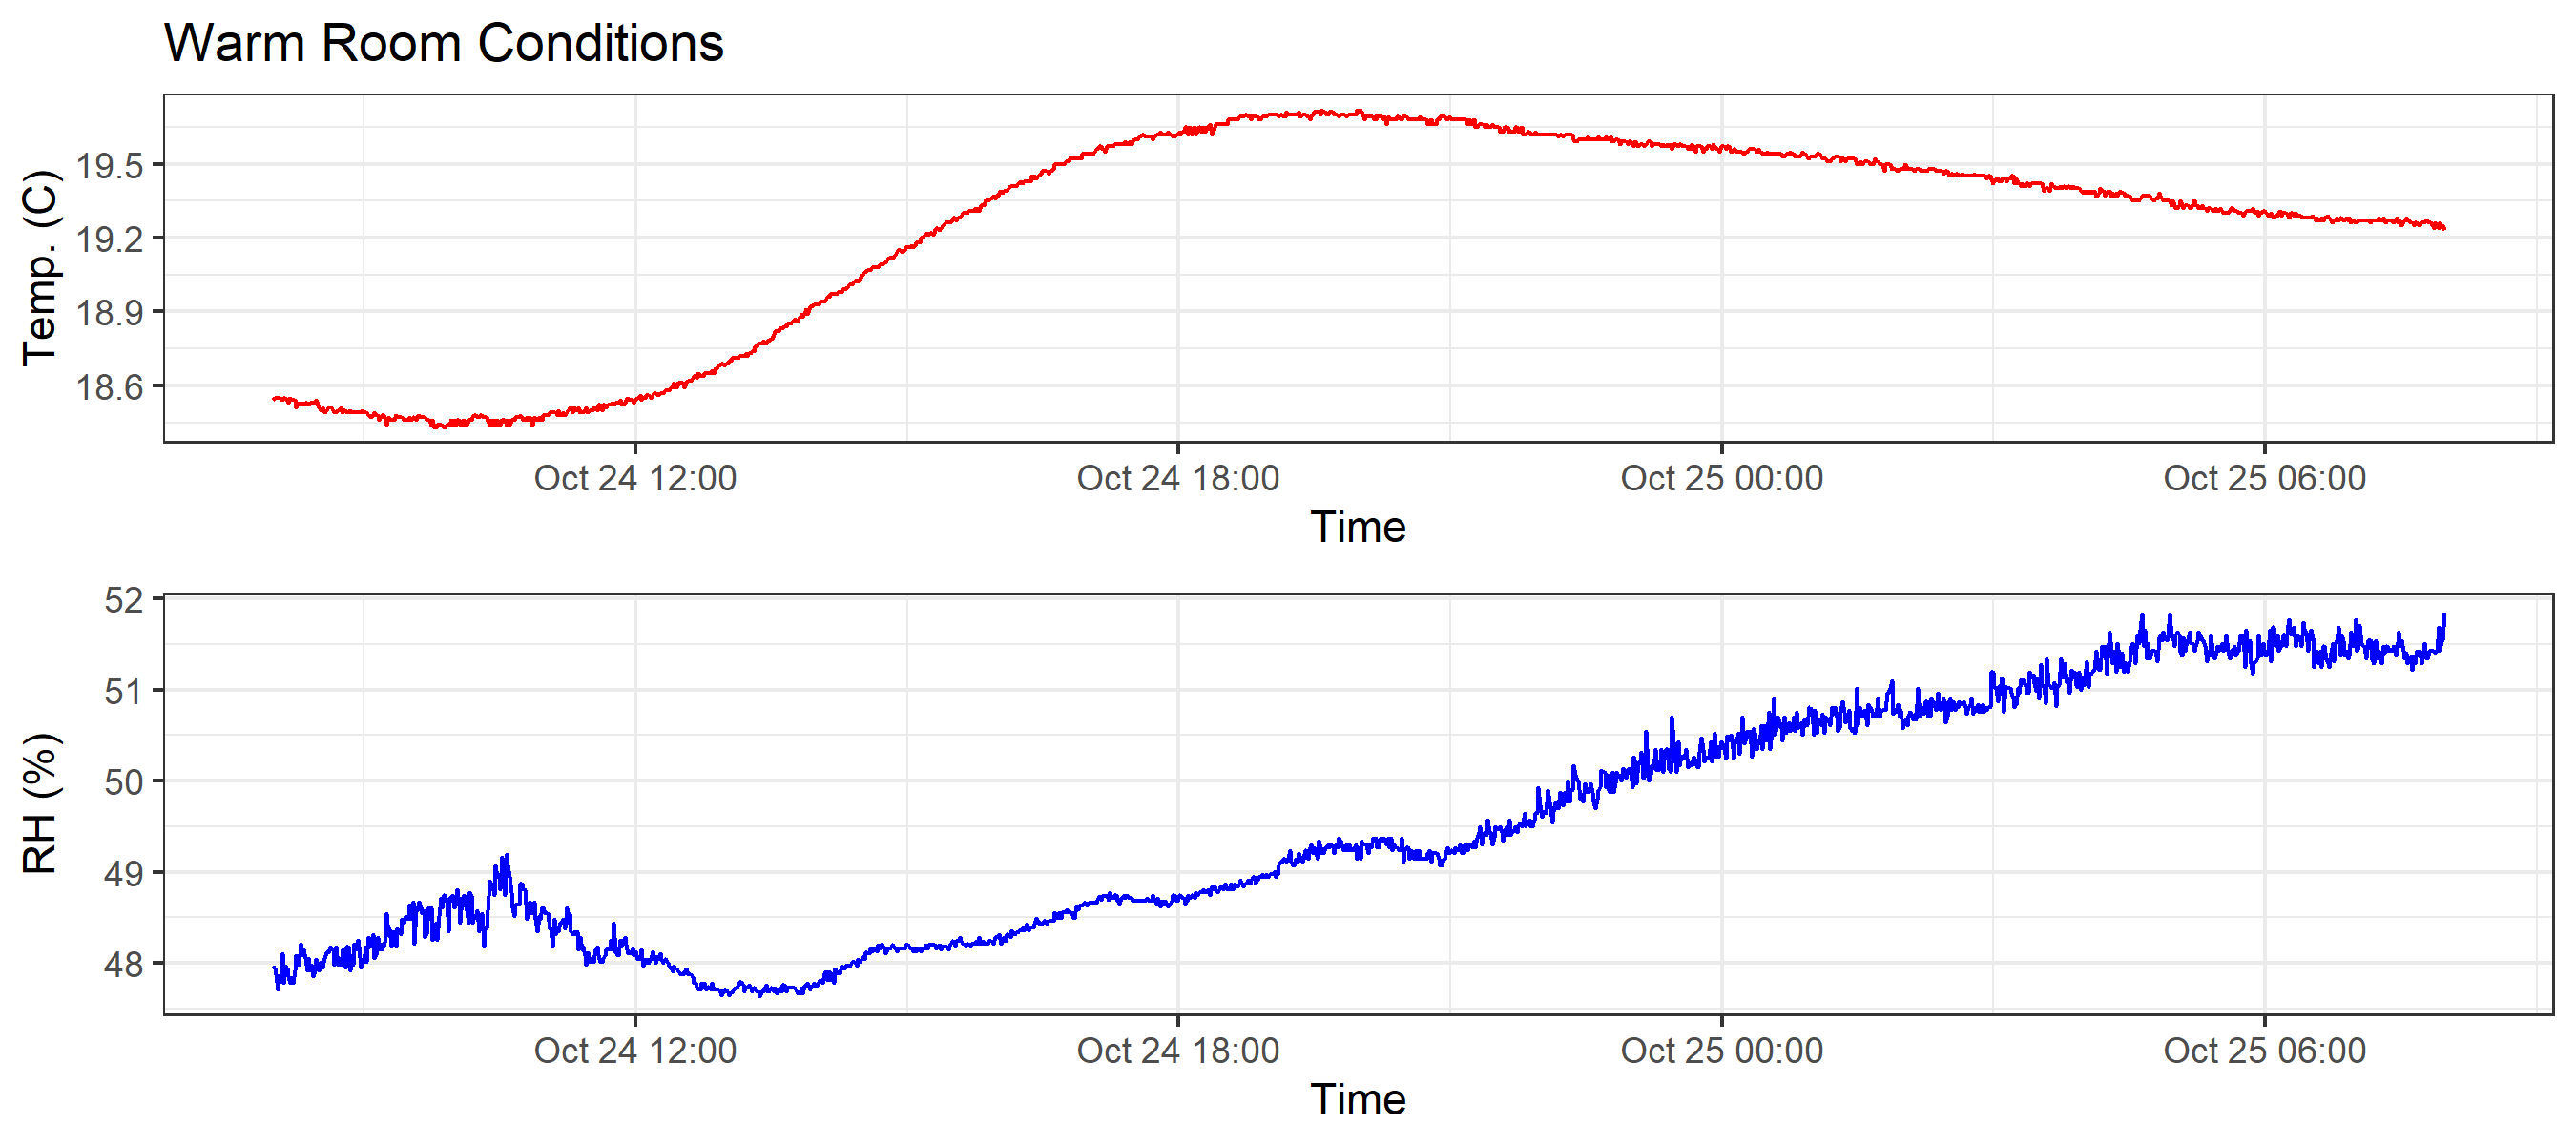 Warm Room Conditions
Temp. (C)
19.5
19.2
18.9
18.6
Oct 24 12:00 Oct 24 18:00 Oct 25 00:00 Oct 25 06:00
Time
RH (%)
52
51
50
49
48
Oct 24 12:00 Oct 24 18:00 Oct 25 00:00 Oct 25 06:00
Time